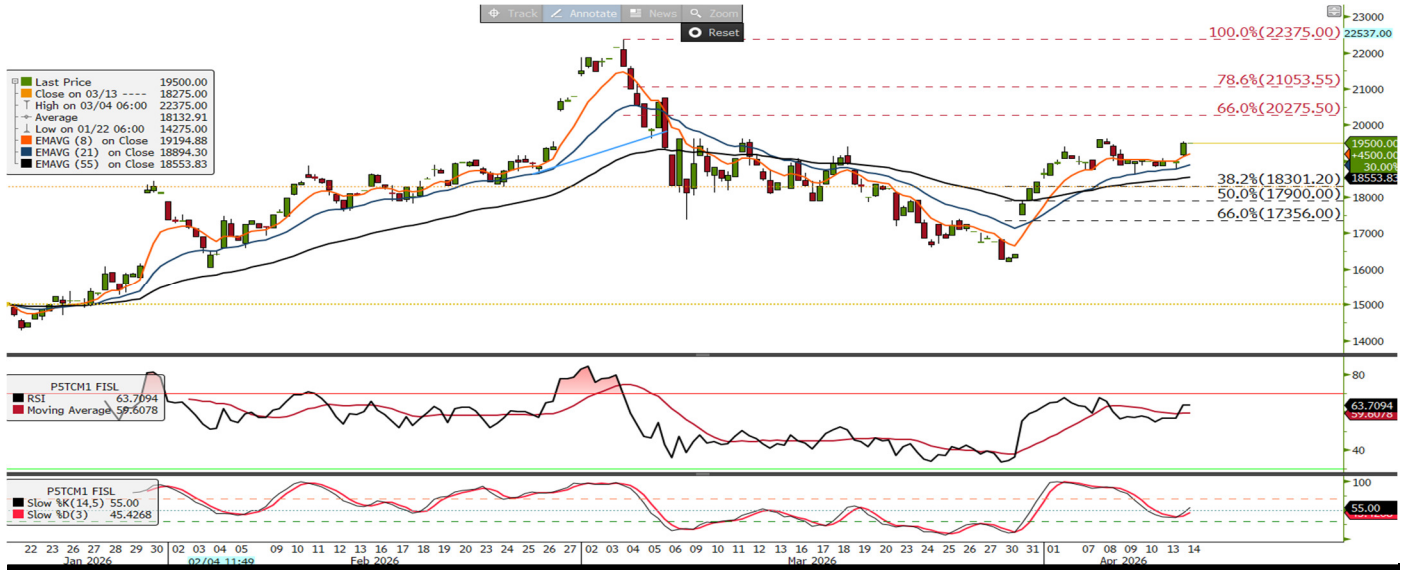 Track Annotate News Zoom
Reset
Last Price 19500.00
Close on 03/13 ---- 18275.00
High on 03/04 06:00 22375.00
Average 18132.91
Low on 01/22 06:00 14275.00
EMAVG (8) on Close 19194.88
EMAVG (21) on Close 18894.30
EMAVG (55) on Close 18553.83
100.0%(22375.00)
78.6%(21053.55)
66.0%(20275.50)
38.2%(18301.20)
50.0%(17900.00)
66.0%(17356.00)
23000
22537.00
22000
21000
20000
19500.00
+4500.00
30.00%
18553.83
18000
17000
16000
15000
14000
P5TCM1 FISL
RSI 63.7094
Moving Average 59.6078
80
63.7094
59.6078
40
P5TCM1 FISL
Slow %K(14,5) 55.00
Slow %D(3) 45.4268
100
55.00
22 23 26 27 28 29 30 02 03 04 05 09 10 11 12 13 16 17 18 19 20 23 24 25 26 27 02 03 04 05 06 09 10 11 12 13 16 17 18 19 20 23 24 25 26 27 30 31 01 07 08 09 10 13 14
Jan 2026 02/04 11:49 Feb 2026 Mar 2026 Apr 2026